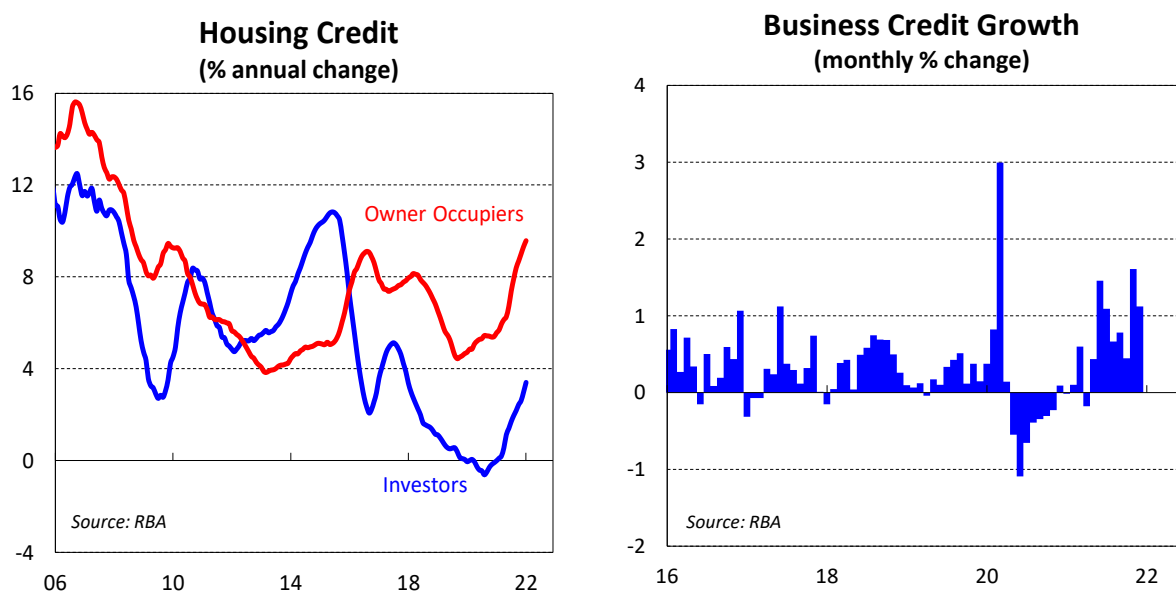 Housing Credit
(% annual change)
16
12
8
4
0
-4
06
10
14
18
22
Owner Occupiers
Investors
Source: RBA
Business Credit Growth
(monthly % change)
4
3
2
1
0
-1
-2
16
18
20
22
Source: RBA